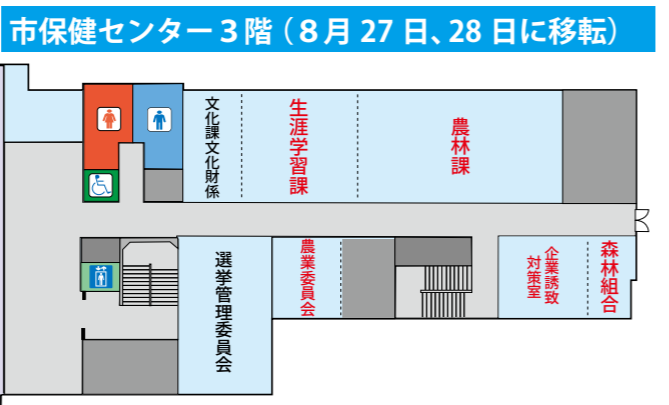 市保健センター３階（８月 27 日、28 日に移転）
文化課文化財係
生涯学習課
農林課
選挙管理委員会
農業委員会
企業誘致
対策室
森林組合